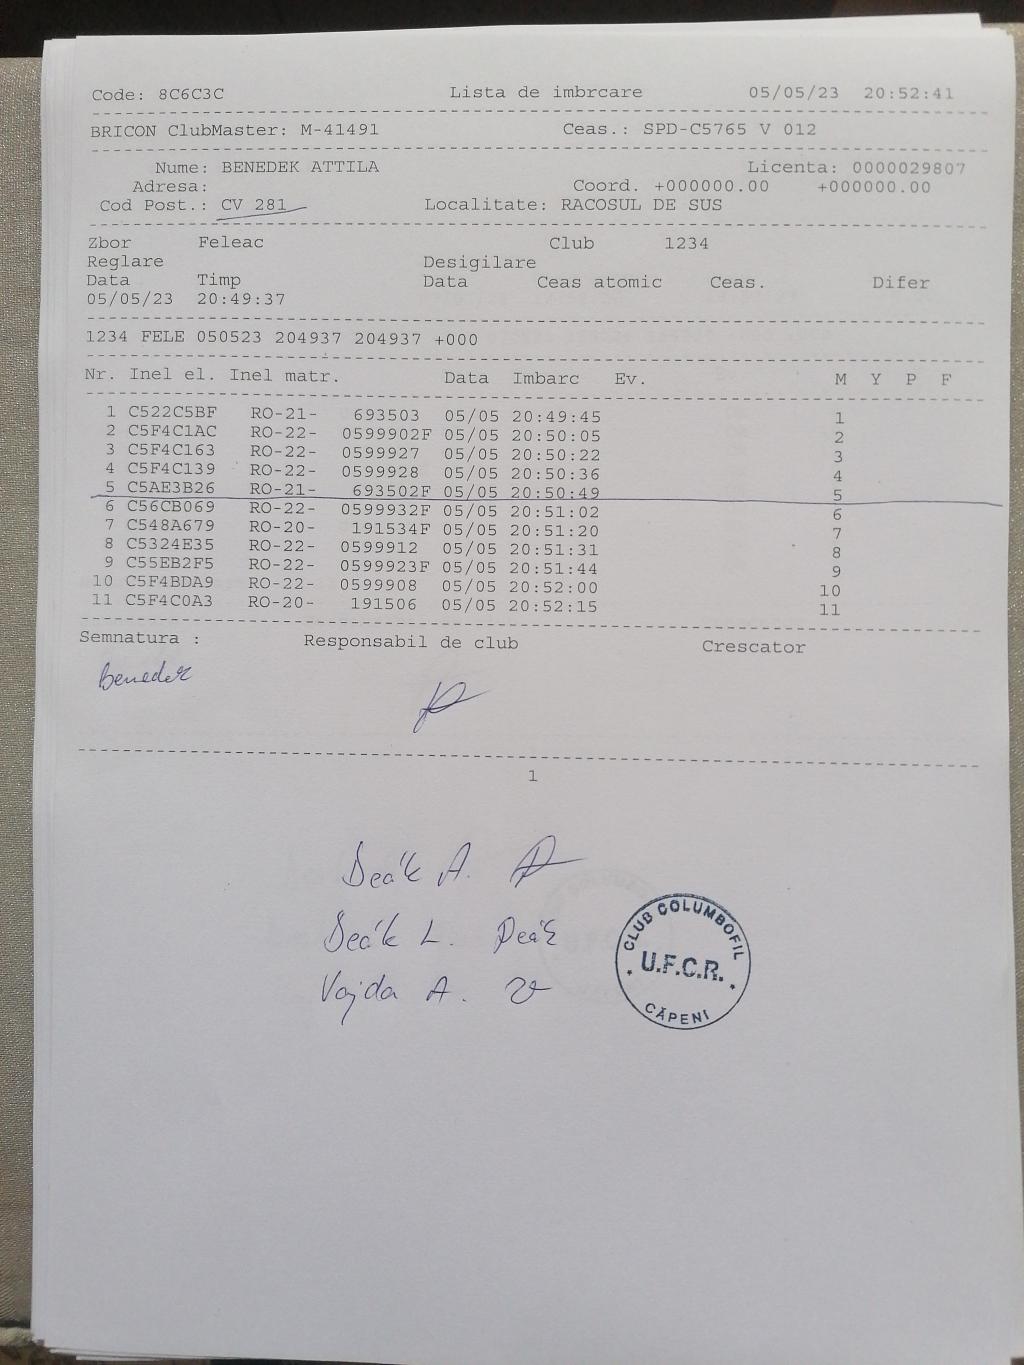 Code: 8C6C3C Lista de imbrcare 05/05/23 20:52:41
BRICON ClubMaster: M-41491 Ceas.: SPD-C5765 V 012
Nume: BENEDEK ATTILA Licenta: 0000029807
Adresa: Coord. +000000.00 +000000.00
Cod Post.: CV 281 Localitate: RACOSUL DE SUS
Zbor Feleac Club 1234
Reglare Desigilare
Data Timp Data Ceas atomic Ceas. Difer
05/05/23 20:49:37
1234 FELE 050523 204937 204937 +000
Nr. Inel el. Inel matr. Data Imbarc Ev. M Y P F
1 C522C5BF RO-21- 693503 05/05 20:49:45 1
2 C5F4C1AC RO-22- 0599902F 05/05 20:50:05 2
3 C5F4C163 RO-22- 0599927 05/05 20:50:22 3
4 C5F4C139 RO-22- 0599928 05/05 20:50:36 4
5 C5AE3B26 RO-21- 693502F 05/05 20:50:49 5
6 C56CB069 RO-22- 0599932F 05/05 20:51:02 6
7 C548A679 RO-20- 191534F 05/05 20:51:20 7
8 C5324E35 RO-22- 0599912 05/05 20:51:31 8
9 C55EB2F5 RO-22- 0599923F 05/05 20:51:44 9
10 C5F4BDA9 RO-22- 0599908 05/05 20:52:00 10
11 C5F4C0A3 RO-20- 191506 05/05 20:52:15 11
Semnatura : Responsabil de club Crescator
Benedek
1
Deák A.
Deák L. Deák
Vajda A.
CLUB COLUMBOFIL
U.F.C.R.
CĂPENI